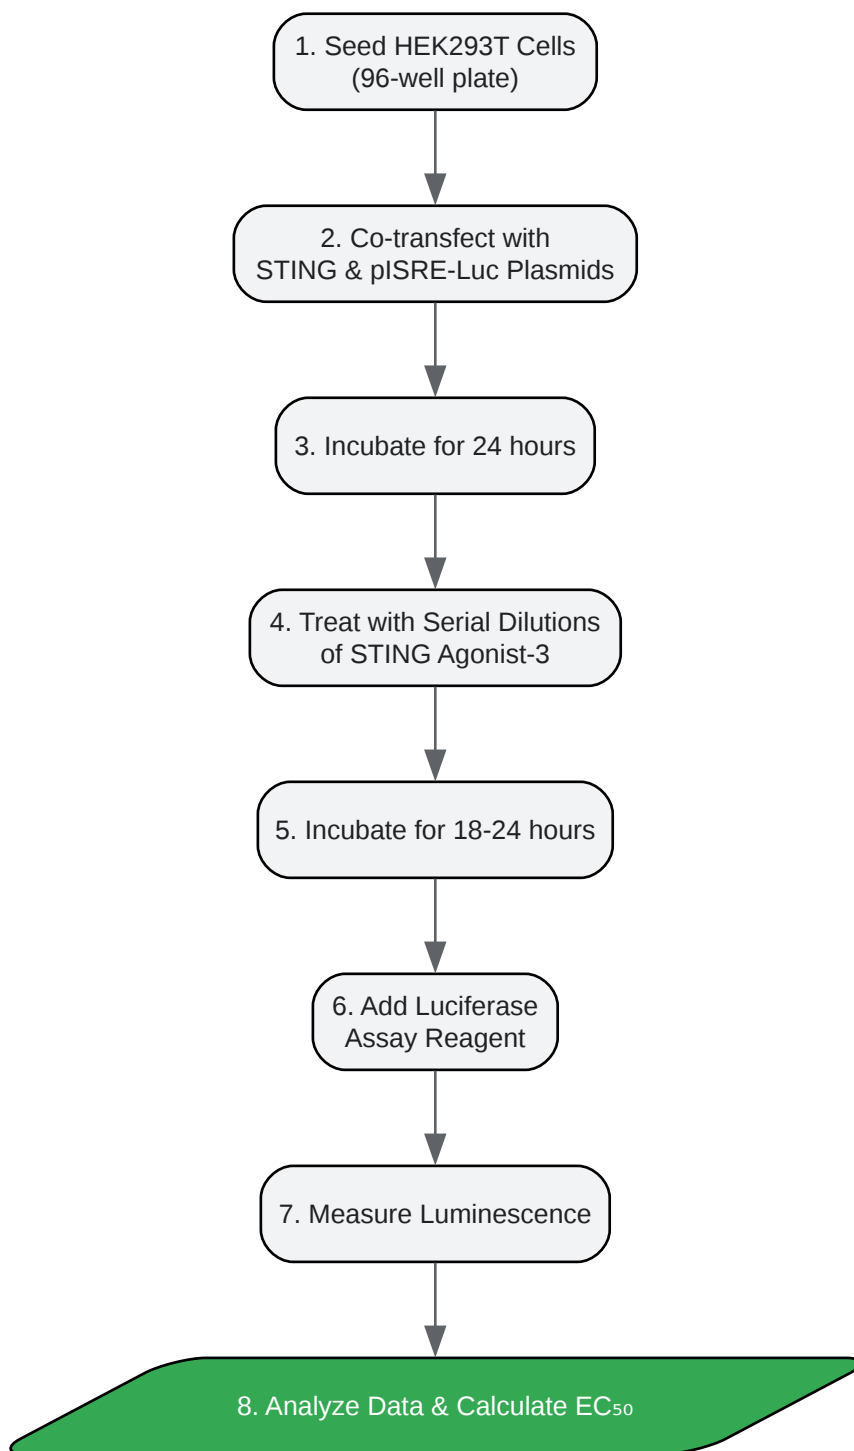 1. Seed HEK293T Cells
(96-well plate)
2. Co-transfect with
STING & pISRE-Luc Plasmids
3. Incubate for 24 hours
4. Treat with Serial Dilutions
of STING Agonist-3
5. Incubate for 18-24 hours
6. Add Luciferase
Assay Reagent
7. Measure Luminescence
8. Analyze Data & Calculate EC₅₀